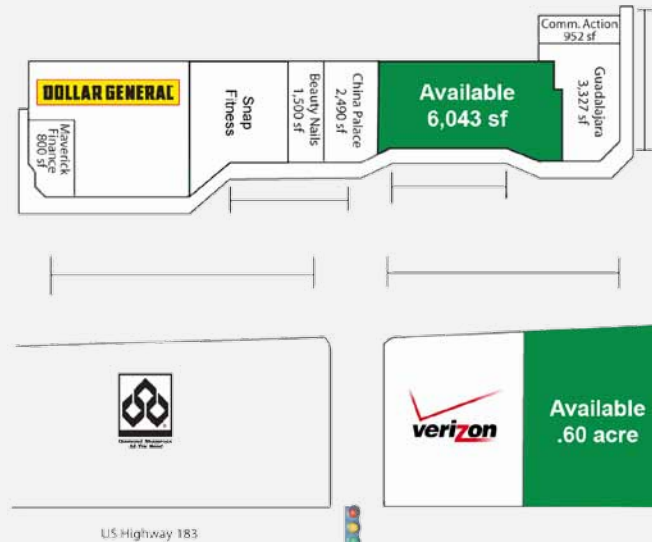 Comm. Action
952 sf
DOLLAR GENERAL
Maverick
Finance
800 sf
Snap
Fitness
Beauty Nails
1,500 sf
China Palace
2,490 sf
Available
6,043 sf
Guadalajara
3,327 sf
verizon
Available
.60 acre
US Highway 183